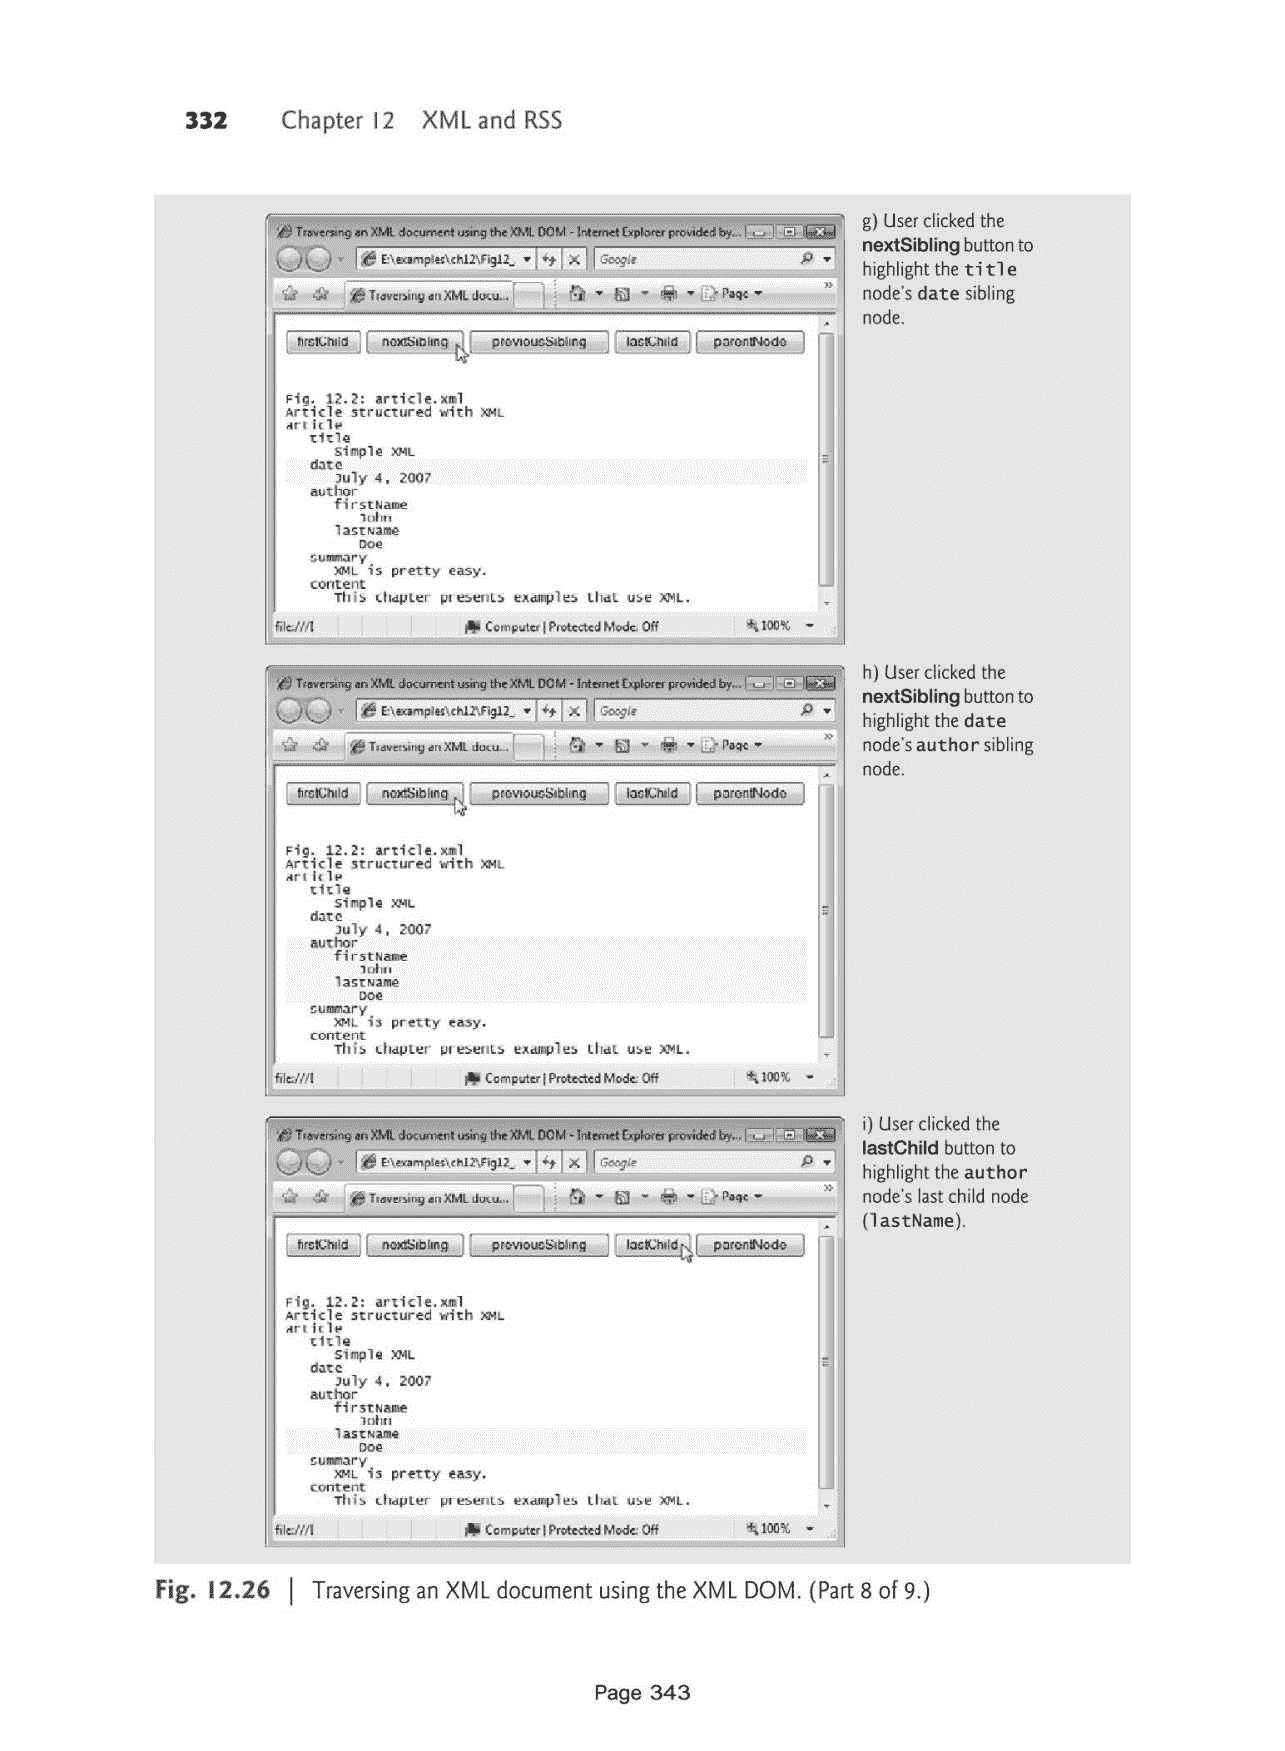 332 Chapter 12 XML and RSS
Traversing an XML document using the XML DOM - Internet Explorer provided by...
E:\examples\ch12\Fig12_ Google
Traversing an XML docu... Page
firstChild nextSibling previousSibling lastChild parentNode
Fig. 12.2: article.xml
Article structured with XML
article
title
Simple XML
date
July 4, 2007
author
firstName
John
lastName
Doe
summary
XML is pretty easy.
content
This chapter presents examples that use XML.
Computer | Protected Mode: Off 100%
g) User clicked the
nextSibling button to
highlight the title
node's date sibling
node.
Traversing an XML document using the XML DOM - Internet Explorer provided by...
E:\examples\ch12\Fig12_ Google
Traversing an XML docu... Page
firstChild nextSibling previousSibling lastChild parentNode
Fig. 12.2: article.xml
Article structured with XML
article
title
Simple XML
date
July 4, 2007
author
firstName
John
lastName
Doe
summary
XML is pretty easy.
content
This chapter presents examples that use XML.
Computer | Protected Mode: Off 100%
h) User clicked the
nextSibling button to
highlight the date
node's author sibling
node.
Traversing an XML document using the XML DOM - Internet Explorer provided by...
E:\examples\ch12\Fig12_ Google
Traversing an XML docu... Page
firstChild nextSibling previousSibling lastChild parentNode
Fig. 12.2: article.xml
Article structured with XML
article
title
Simple XML
date
July 4, 2007
author
firstName
John
lastName
Doe
summary
XML is pretty easy.
content
This chapter presents examples that use XML.
Computer | Protected Mode: Off 100%
i) User clicked the
lastChild button to
highlight the author
node's last child node
(lastName).
Fig. 12.26 | Traversing an XML document using the XML DOM. (Part 8 of 9.)
Page 343